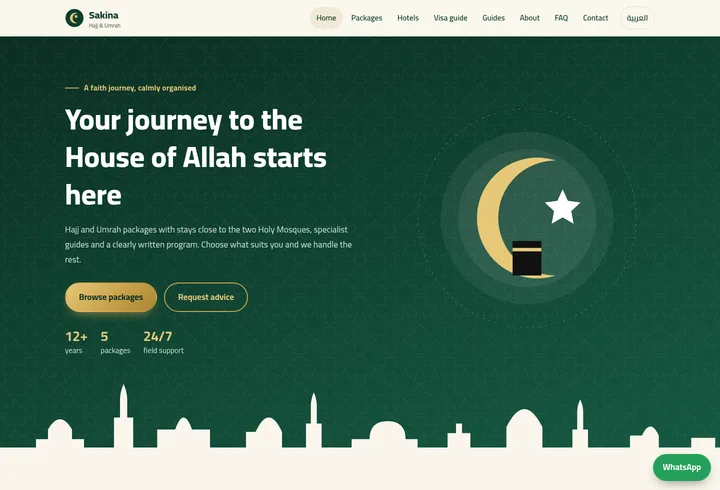 Sakina
Hajj & Umrah
Home
Packages
Hotels
Visa guide
Guides
About
FAQ
Contact
العربية
A faith journey, calmly organised
Your journey to the
House of Allah starts
here
Hajj and Umrah packages with stays close to the two Holy Mosques, specialist
guides and a clearly written program. Choose what suits you and we handle the
rest.
Browse packages
Request advice
12+
years
5
packages
24/7
field support
WhatsApp